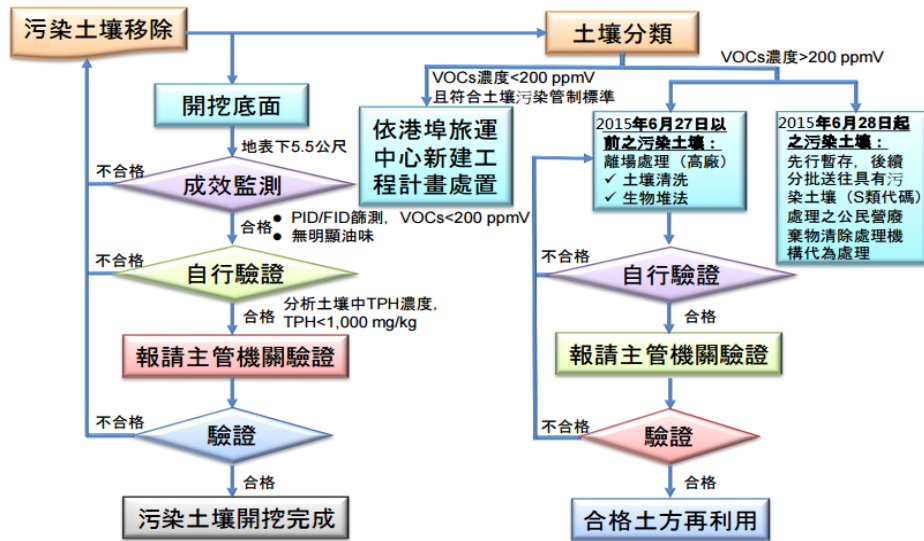 污染土壤移除
土壤分類
VOCs濃度>200 ppmV
VOCs濃度<200 ppmV
且符合土壤污染管制標準
開挖底面
地表下5.5公尺
依港埠旅運
中心新建工
程計畫處置
2015年6月27日以
前之污染土壤：
離場處理（高廠）
✓ 土壤清洗
✓ 生物堆法
2015年6月28日起
之污染土壤：
先行暫存，後續
分批送往具有污
染土壤（S類代碼）
處理之公民營廢
棄物清除處理機
構代為處理
不合格
成效監測
合格
● PID/FID篩測，VOCs<200 ppmV
● 無明顯油味
不合格
自行驗證
合格
分析土壤中TPH濃度,
TPH<1,000 mg/kg
報請主管機關驗證
不合格
驗證
合格
污染土壤開挖完成
不合格
自行驗證
合格
報請主管機關驗證
不合格
驗證
合格
合格土方再利用